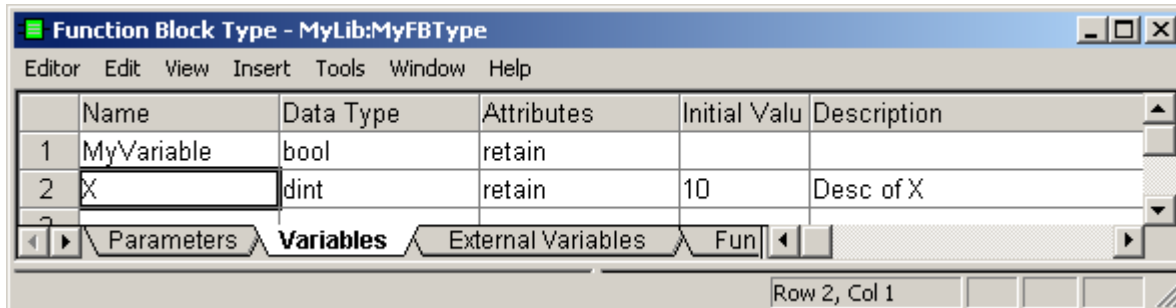 Function Block Type - MyLib:MyFBType
Editor Edit View Insert Tools Window Help
Name Data Type Attributes Initial Valu Description
1 MyVariable bool retain
2 X dint retain 10 Desc of X
Parameters Variables External Variables Fun
Row 2, Col 1